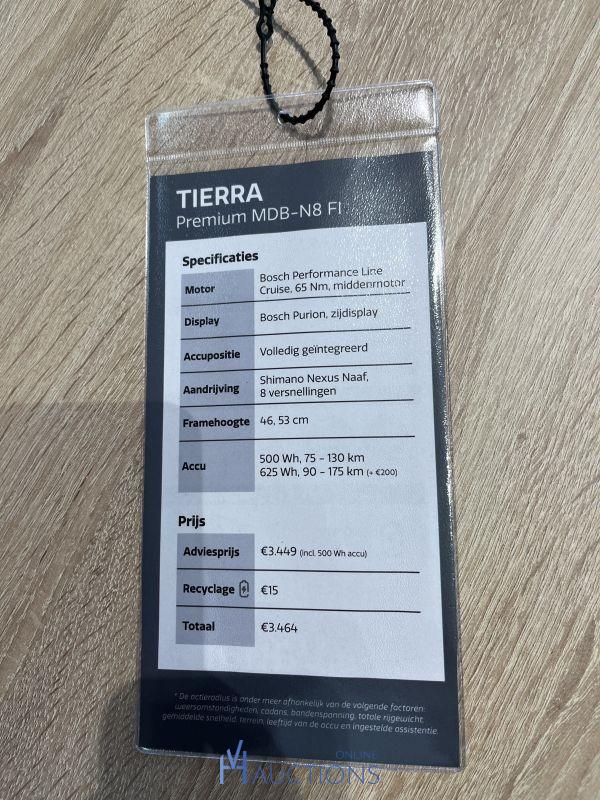 TIERRA
Premium MDB-N8 FI
Specificaties
Motor Bosch Performance Line
Cruise, 65 Nm, middenmotor
Display Bosch Purion, zijdisplay
Accupositie Volledig geïntegreerd
Aandrijving Shimano Nexus Naaf,
8 versnellingen
Framehoogte 46, 53 cm
Accu 500 Wh, 75 - 130 km
625 Wh, 90 - 175 km (+ €200)
Prijs
Adviesprijs €3.449 (incl. 500 Wh accu)
Recyclage €15
Totaal €3.464
* De actieradius is onder meer afhankelijk van de volgende factoren:
weersomstandigheden, cadans, bandenspanning, totale rijgewicht,
gemiddelde snelheid, terrein, leeftijd van de accu en ingestelde assistentie.
ONLINE
VH AUCTIONS